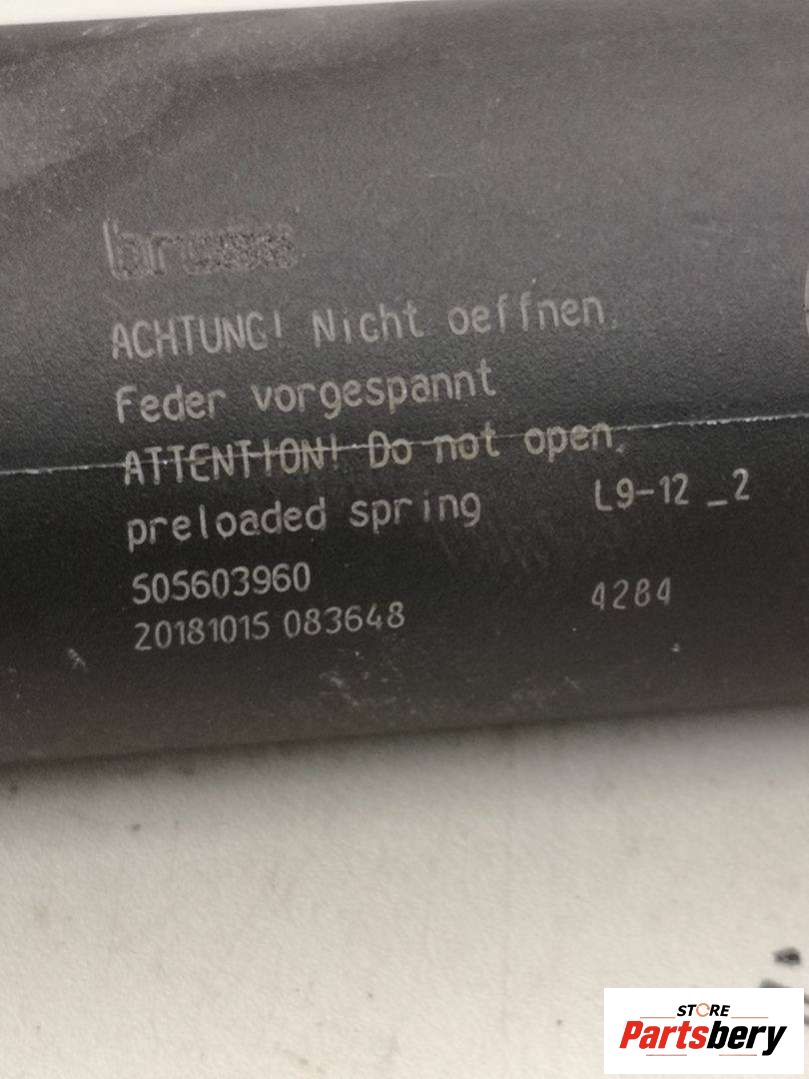 brose
ACHTUNG! Nicht oeffnen.
Feder vorgespannt
ATTENTION! Do not open.
preloaded spring L9-12 _2
505603960
20181015 083648 4284
STORE
Partsbery